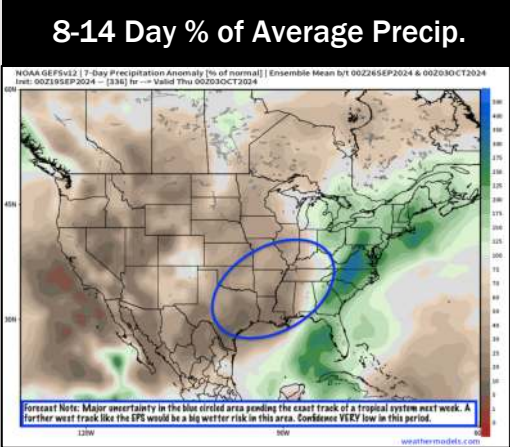 8-14 Day % of Average Precip.
NOAA GEFSv12 | 7-Day Precipitation Anomaly [% of normal] | Ensemble Mean b/t 00Z26SEP2024 & 00Z03OCT2024
Init: 00Z19SEP2024 -- [336] hr --> Valid Thu 00Z03OCT2024
60N
45N
30N
120W
90W
Forecast Note: Major uncertainty in the blue circled area pending the exact track of a tropical system next week. A
further west track like the EPS would be a big wetter risk in this area. Confidence VERY low in this period.
weathermodels.com